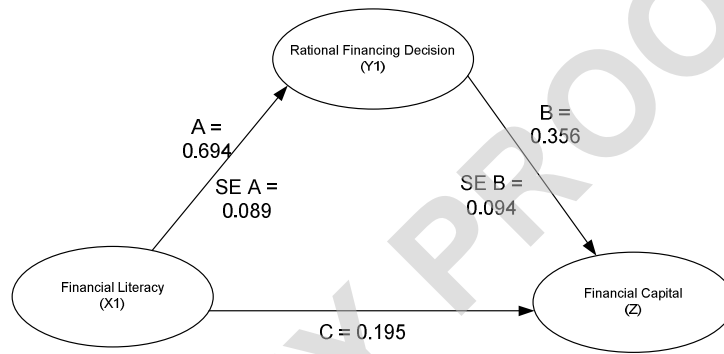 Rational Financing Decision
(Y1)
A =
0.694
B =
0.356
SE A =
0.089
SE B =
0.094
Financial Literacy
(X1)
Financial Capital
(Z)
C = 0.195
Y PROO